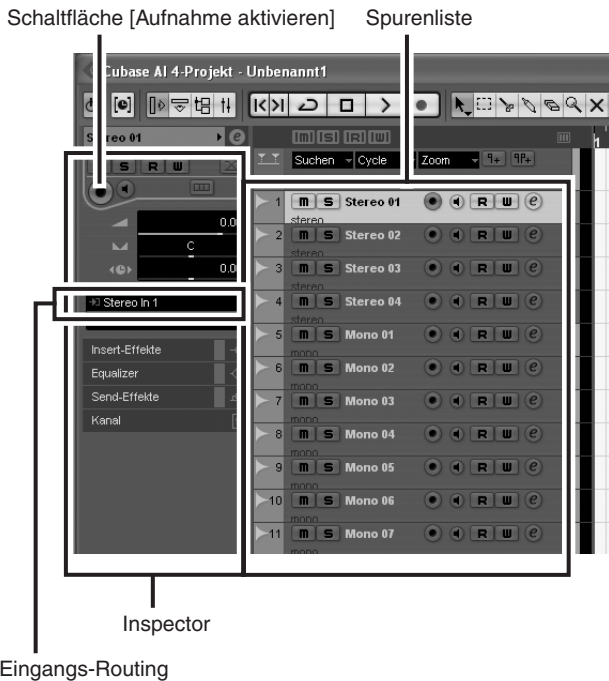 Schaltfläche [Aufnahme aktivieren] Spurenliste
Cubase AI 4-Projekt - Unbenannt1
Stereo 01 e m s R W
S R W Suchen Cycle Zoom
1 m S Stereo 01 R W e
stereo
0.0
2 m S Stereo 02 R W e
stereo
C
3 m S Stereo 03 R W e
stereo
0.0
4 m S Stereo 04 R W e
stereo
Stereo In 1
5 m S Mono 01 R W e
mono
Insert-Effekte
6 m S Mono 02 R W e
mono
Equalizer
7 m S Mono 03 R W e
mono
Send-Effekte
8 m S Mono 04 R W e
mono
Kanal
9 m S Mono 05 R W e
mono
10 m S Mono 06 R W e
mono
11 m S Mono 07 R W e
mono
Inspector
Eingangs-Routing